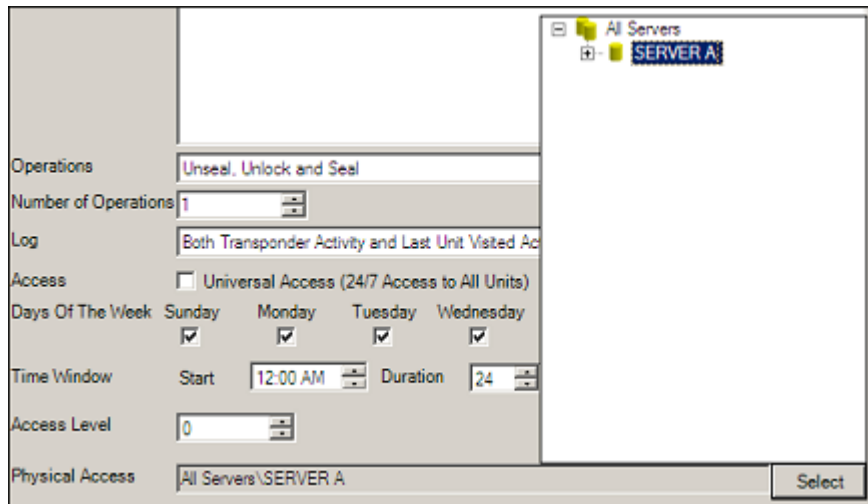 All Servers
SERVER A
Operations Unseal, Unlock and Seal
Number of Operations 1
Log Both Transponder Activity and Last Unit Visited Ac
Access Universal Access (24/7 Access to All Units)
Days Of The Week Sunday Monday Tuesday Wednesday
Time Window Start 12:00 AM Duration 24
Access Level 0
Physical Access All Servers\SERVER A Select